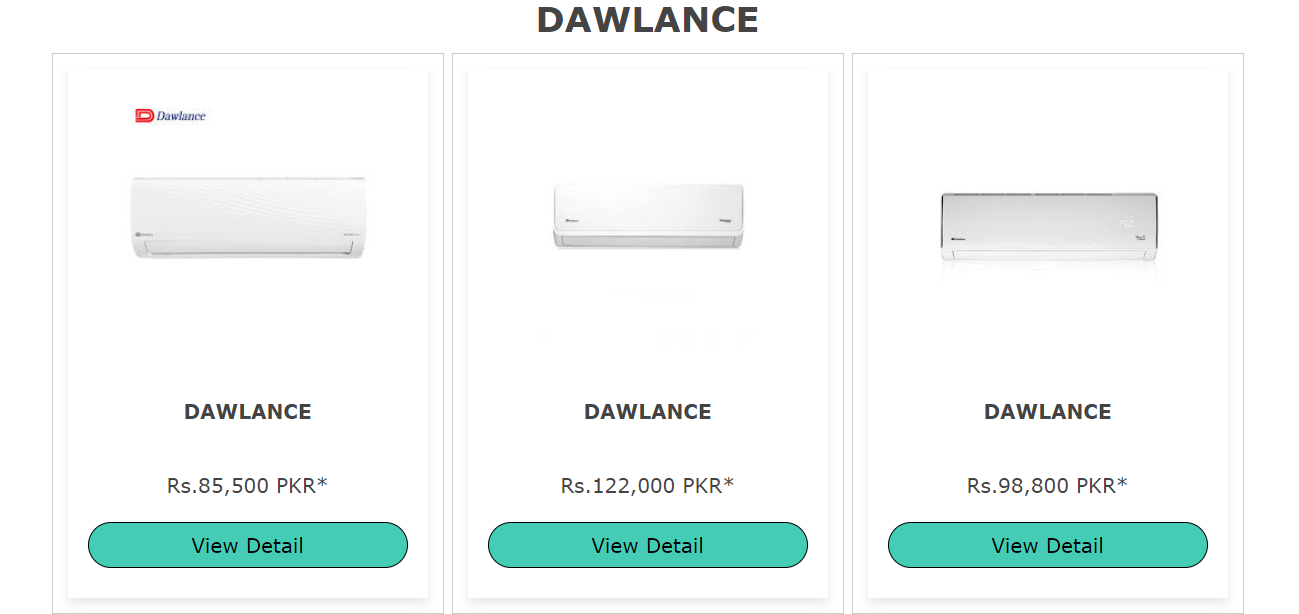 DAWLANCE
Dawlance
DAWLANCE
Rs.85,500 PKR*
View Detail
DAWLANCE
Rs.122,000 PKR*
View Detail
DAWLANCE
Rs.98,800 PKR*
View Detail